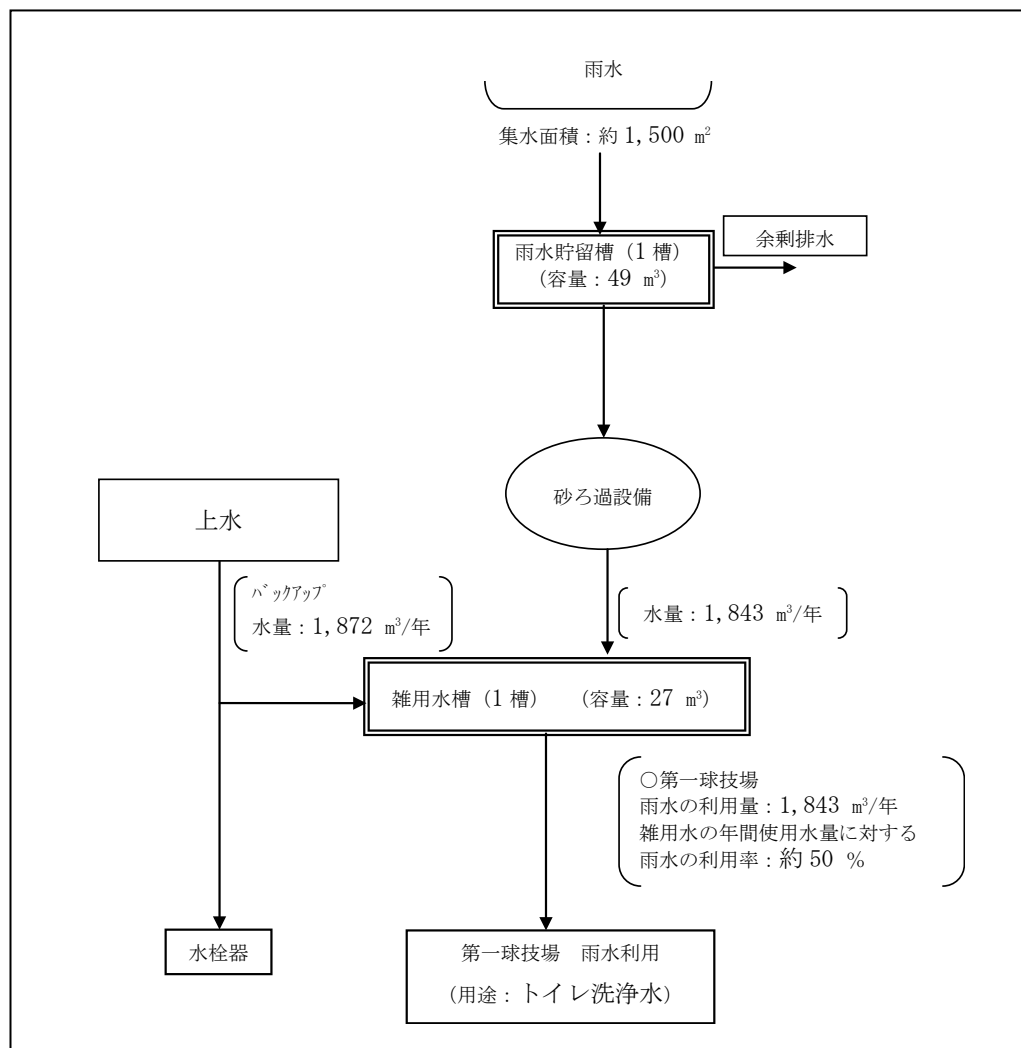 雨水
集水面積：約 1,500 m²
余剰排水
雨水貯留槽（1 槽）
（容量：49 m³）
砂ろ過設備
上水
バックアップ
水量：1,872 m³/年
水量：1,843 m³/年
雑用水槽（1 槽）　（容量：27 m³）
○第一球技場
雨水の利用量：1,843 m³/年
雑用水の年間使用水量に対する
雨水の利用率：約 50 %
水栓器
第一球技場　雨水利用
（用途：トイレ洗浄水）